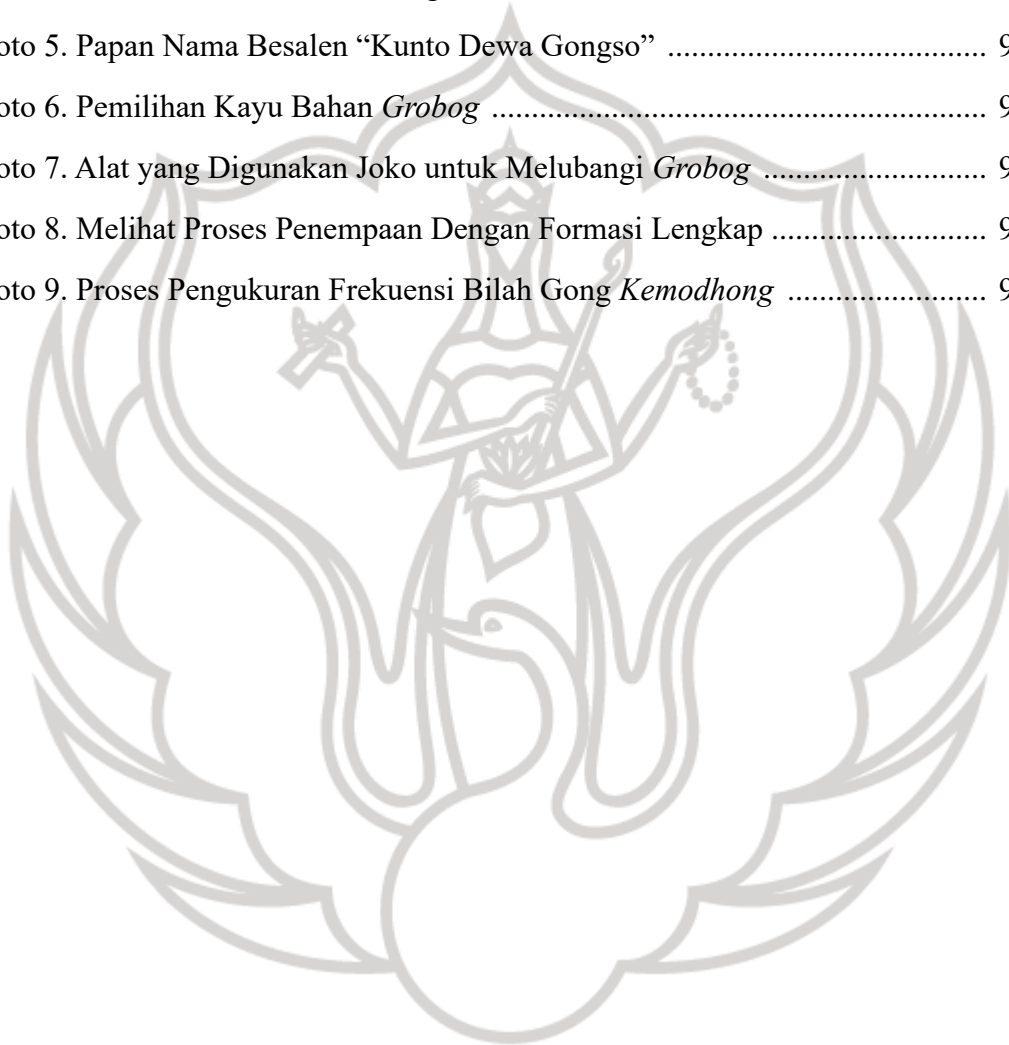 oto 5. Papan Nama Besalen “Kunto Dewa Gongso” ....................................... 9
oto 6. Pemilihan Kayu Bahan Grobog ............................................................. 9
oto 7. Alat yang Digunakan Joko untuk Melubangi Grobog ........................... 9
oto 8. Melihat Proses Penempaan Dengan Formasi Lengkap .......................... 9
oto 9. Proses Pengukuran Frekuensi Bilah Gong Kemodhong ........................ 9